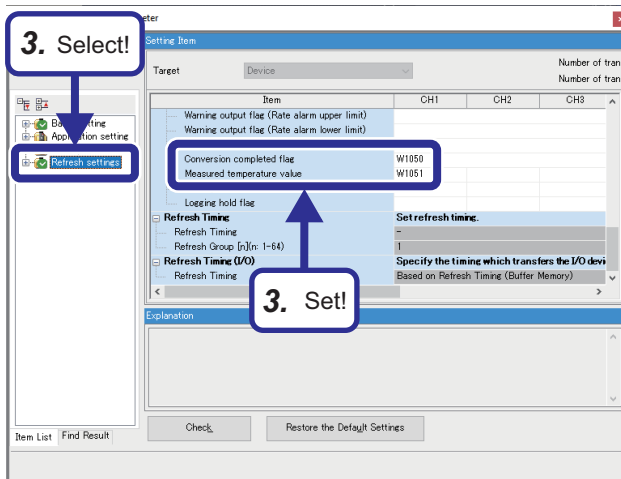 eter
3. Select!
Setting Item
Target
Device
Number of tran
Number of tran
Item
CH1
CH2
CH3
Warning output flag (Rate alarm upper limit)
Warning output flag (Rate alarm lower limit)
Ba
tting
Application setting
Refresh settings
Conversion completed flag
W1050
Measured temperature value
W1051
Logging hold flag
Refresh Timing
Set refresh timing.
Refresh Timing
-
Refresh Group [n](n: 1-64)
1
Refresh Timing (I/O)
Specify the timing which transfers the I/O devi
Refresh Timing
Based on Refresh Timing (Buffer Memory)
3. Set!
Explanation
Check
Restore the Default Settings
Item List
Find Result